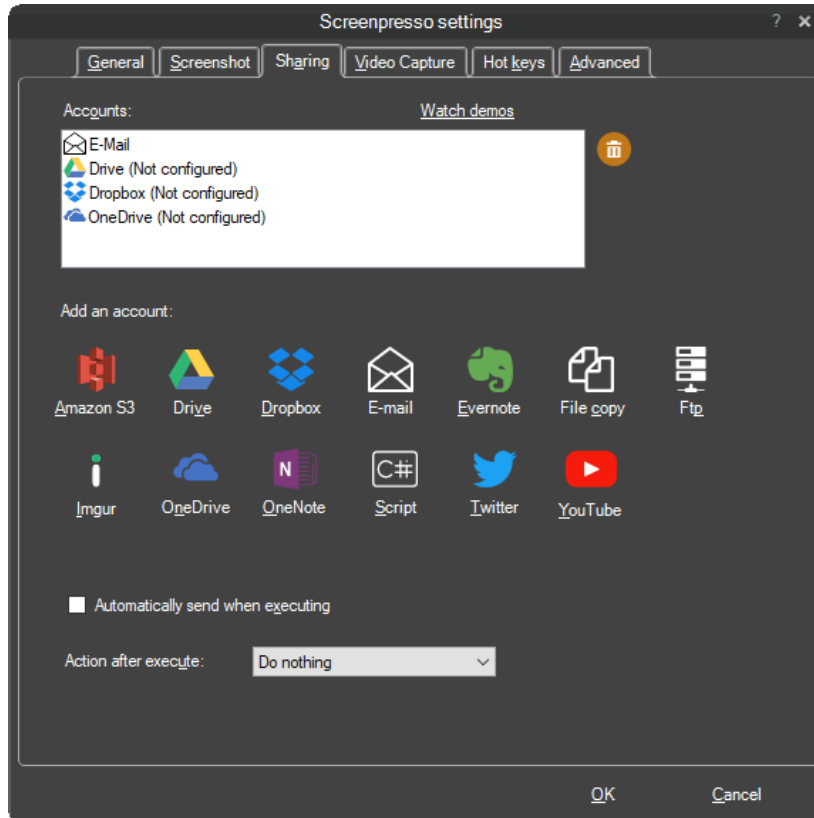 Screenpresso settings
General Screenshot Sharing Video Capture Hot keys Advanced
Accounts: Watch demos
E-Mail
Drive (Not configured)
Dropbox (Not configured)
OneDrive (Not configured)
Add an account:
Amazon S3 Drive Dropbox E-mail Evernote File copy Ftp
N C#
Imgur OneDrive OneNote Script Twitter YouTube
Automatically send when executing
Action after execute: Do nothing
OK Cancel